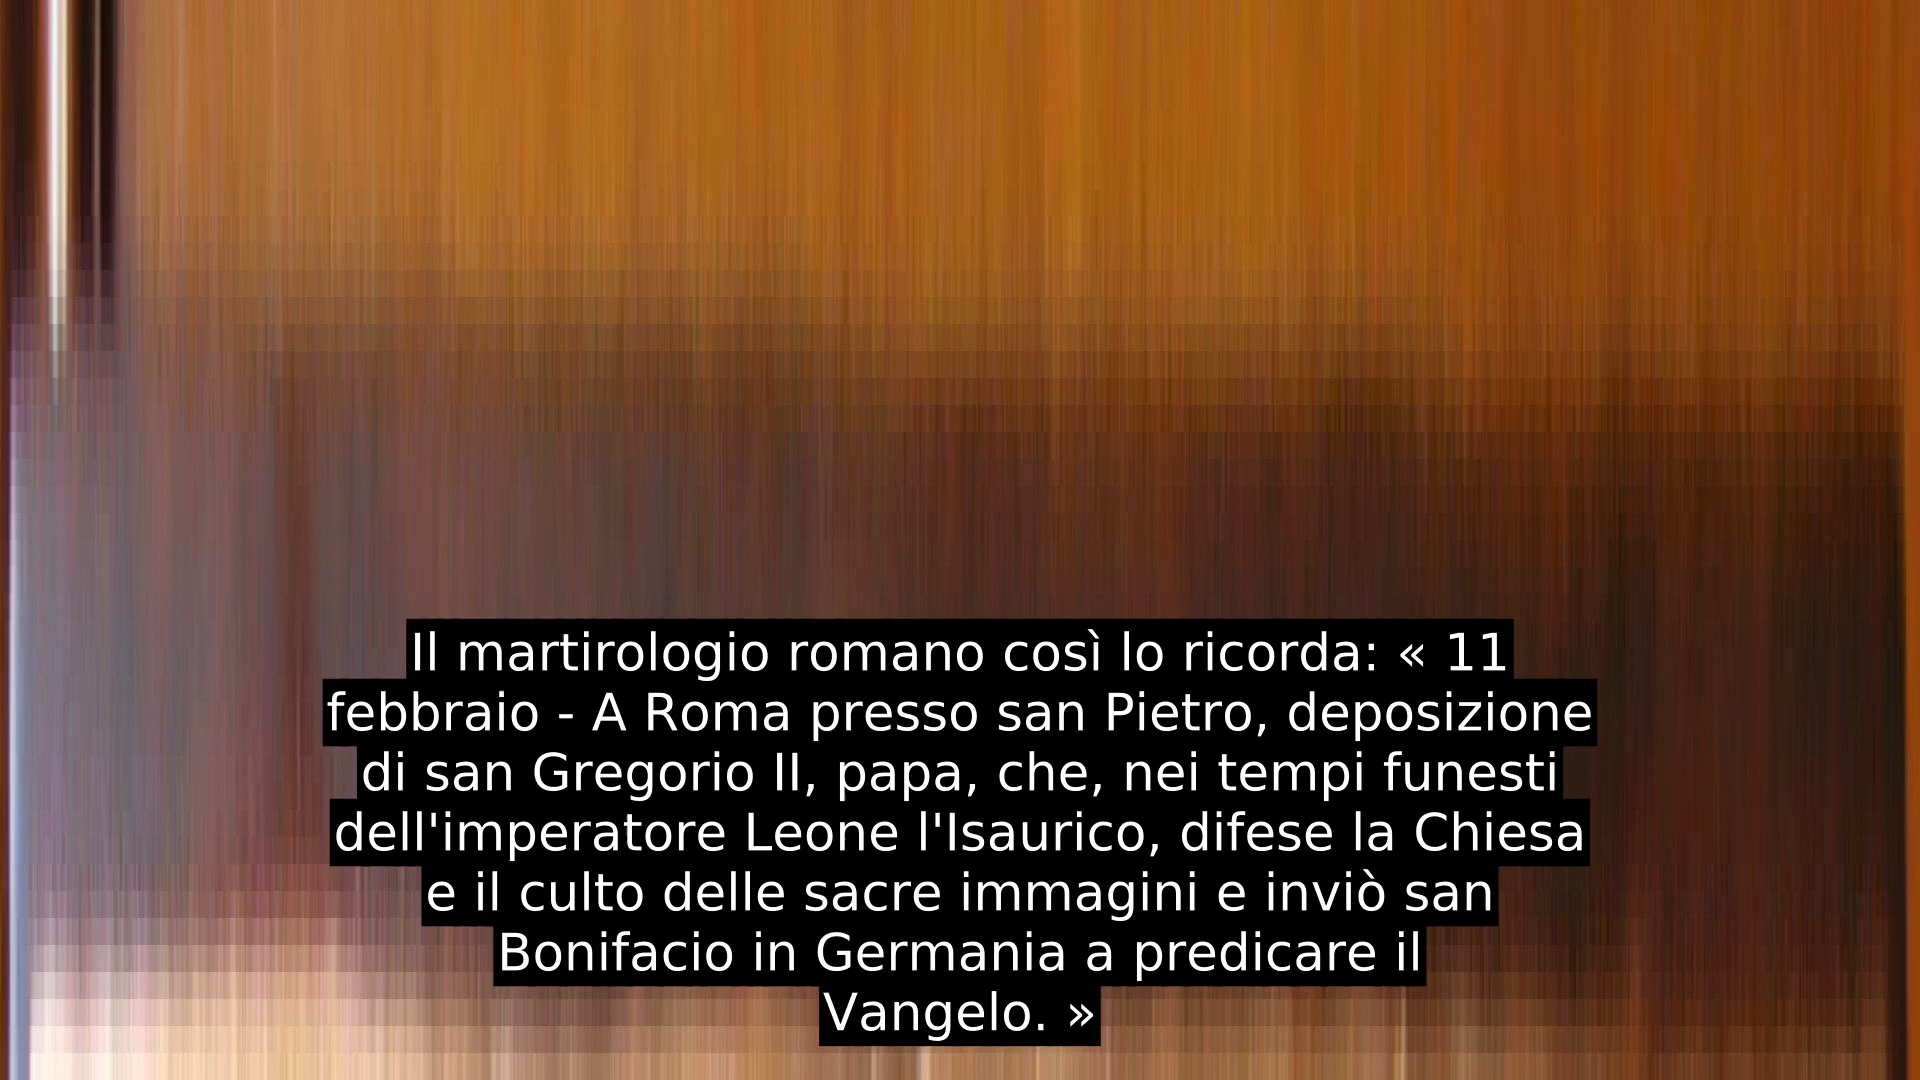 Il martirologio romano così lo ricorda: « 11
febbraio - A Roma presso san Pietro, deposizione
di san Gregorio II, papa, che, nei tempi funesti
dell'imperatore Leone l'Isaurico, difese la Chiesa
e il culto delle sacre immagini e inviò san
Bonifacio in Germania a predicare il
Vangelo. »